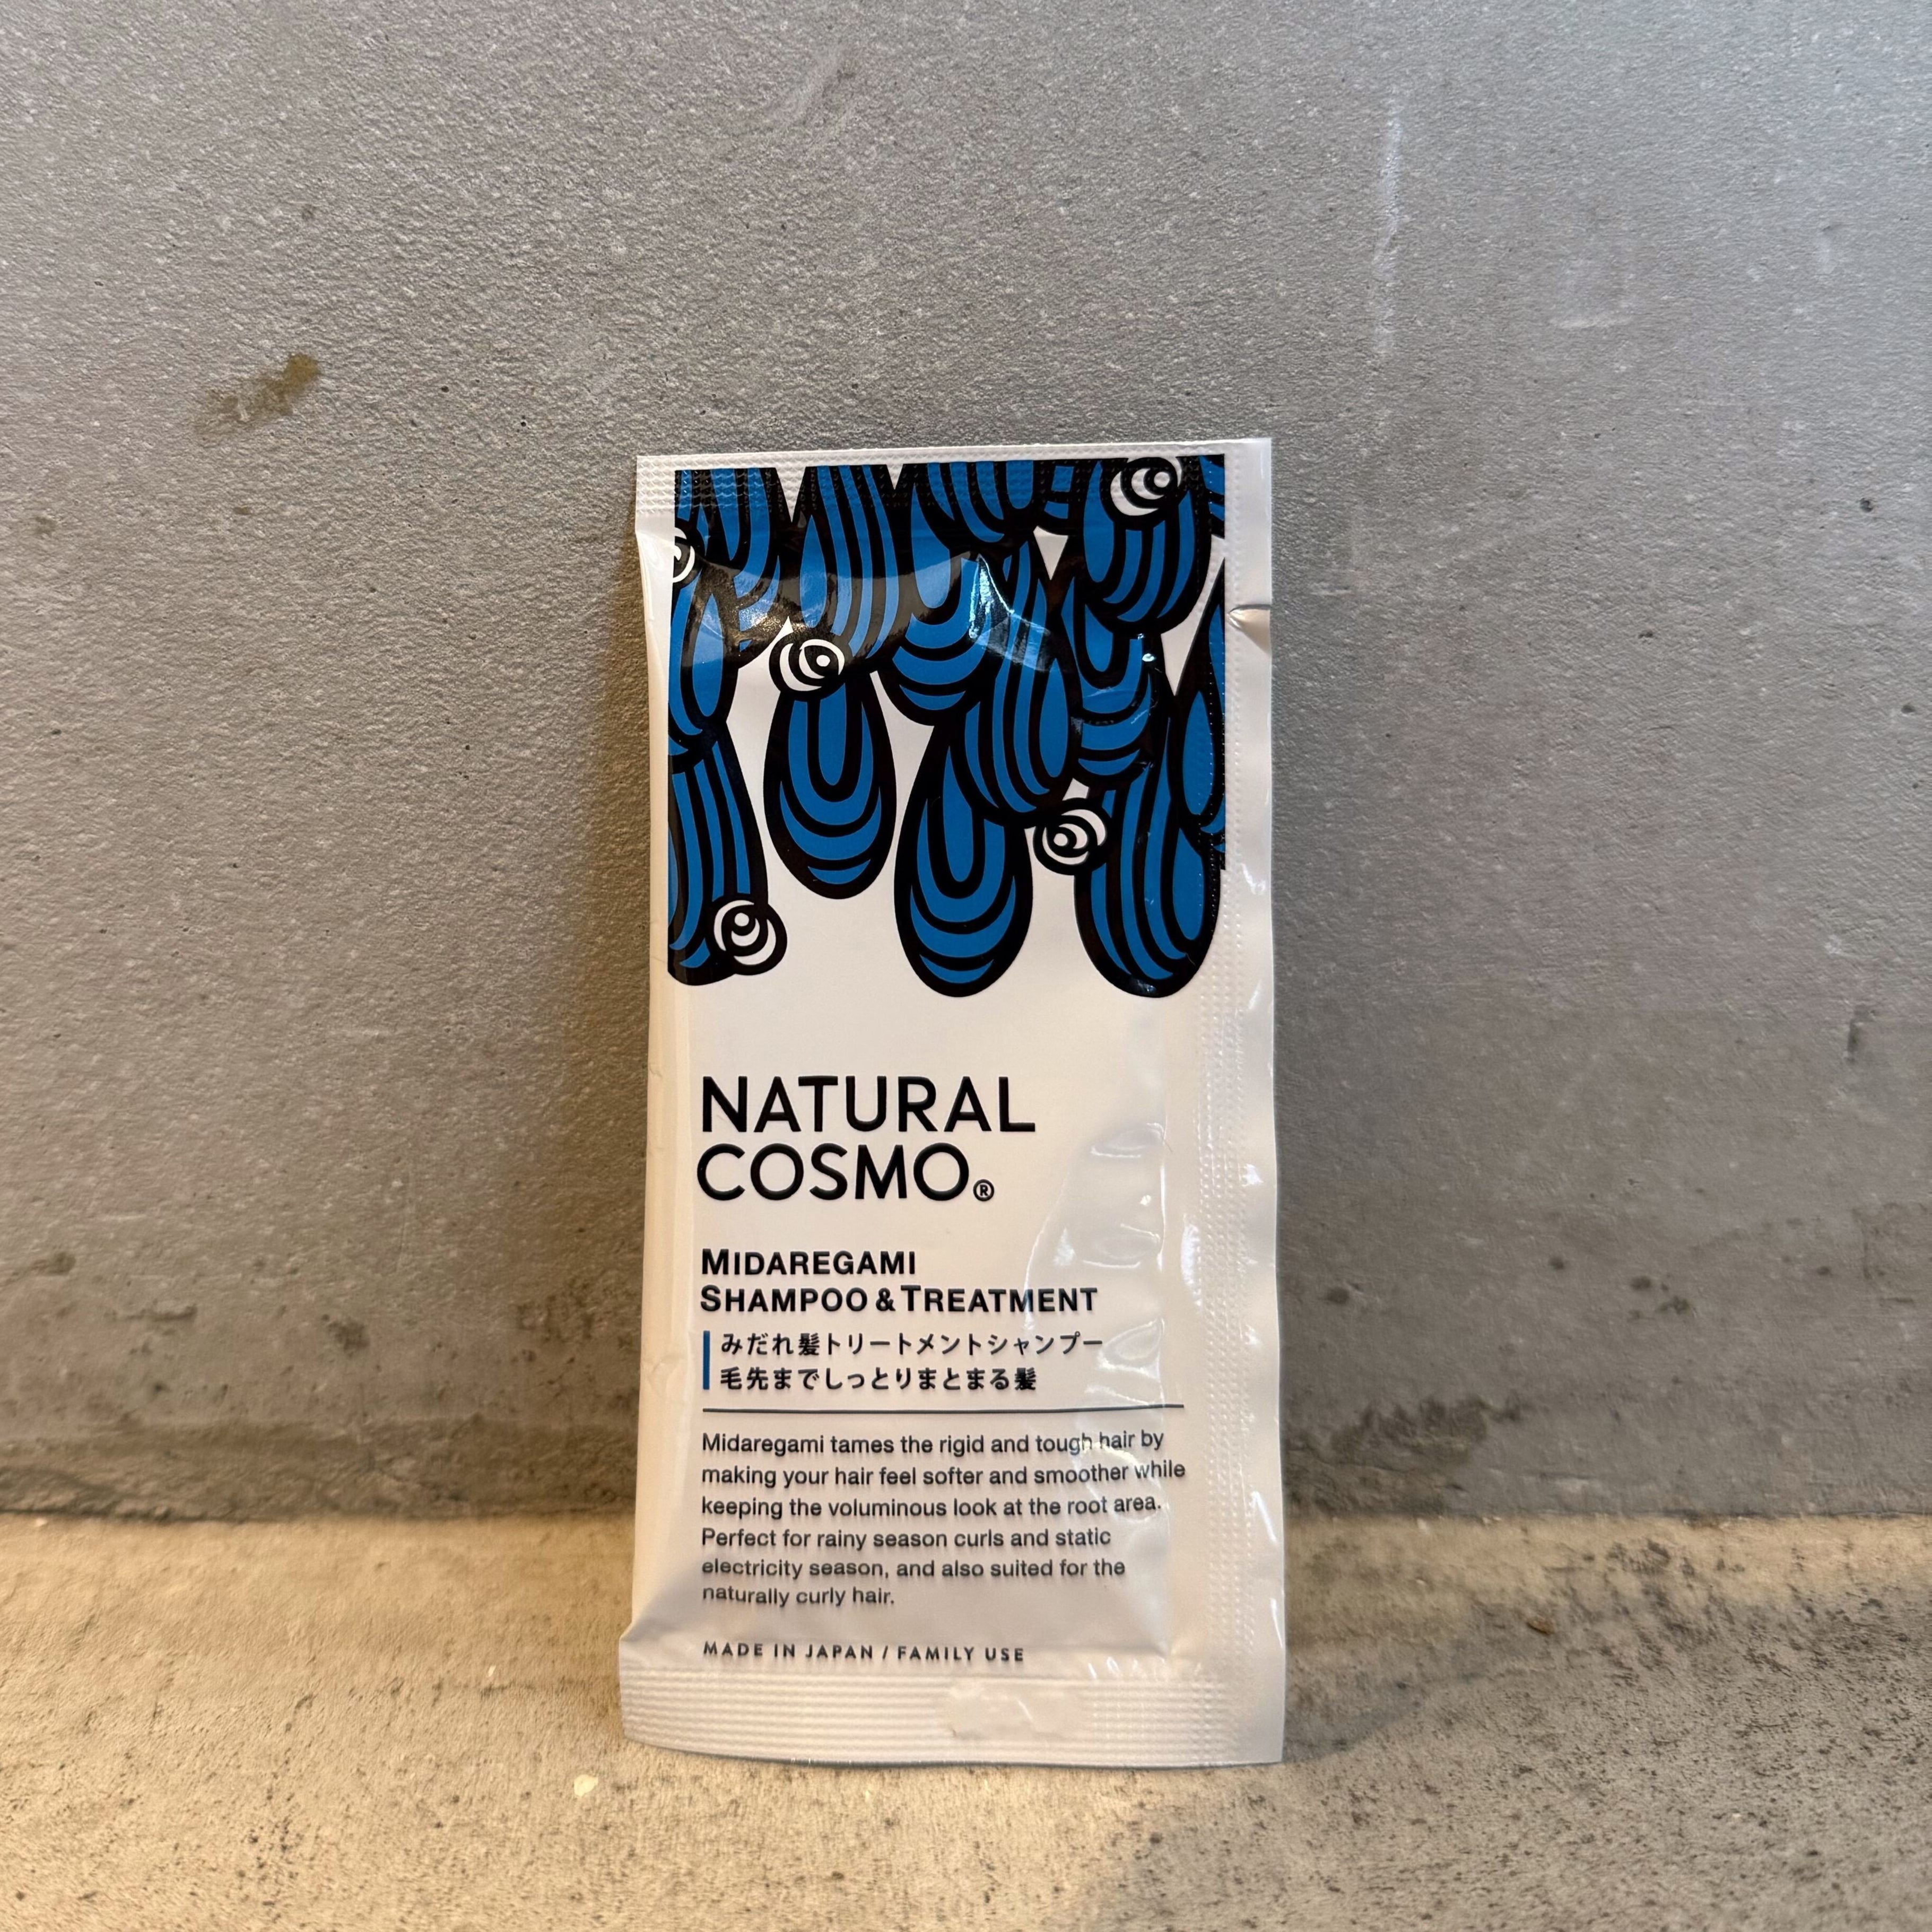 NATURAL
COSMO®
MIDAREGAMI
SHAMPOO & TREATMENT
みだれ髪トリートメントシャンプー
毛先までしっとりまとまる髪
Midaregami tames the rigid and tough hair by
making your hair feel softer and smoother while
keeping the voluminous look at the root area.
Perfect for rainy season curls and static
electricity season, and also suited for the
naturally curly hair.
MADE IN JAPAN / FAMILY USE